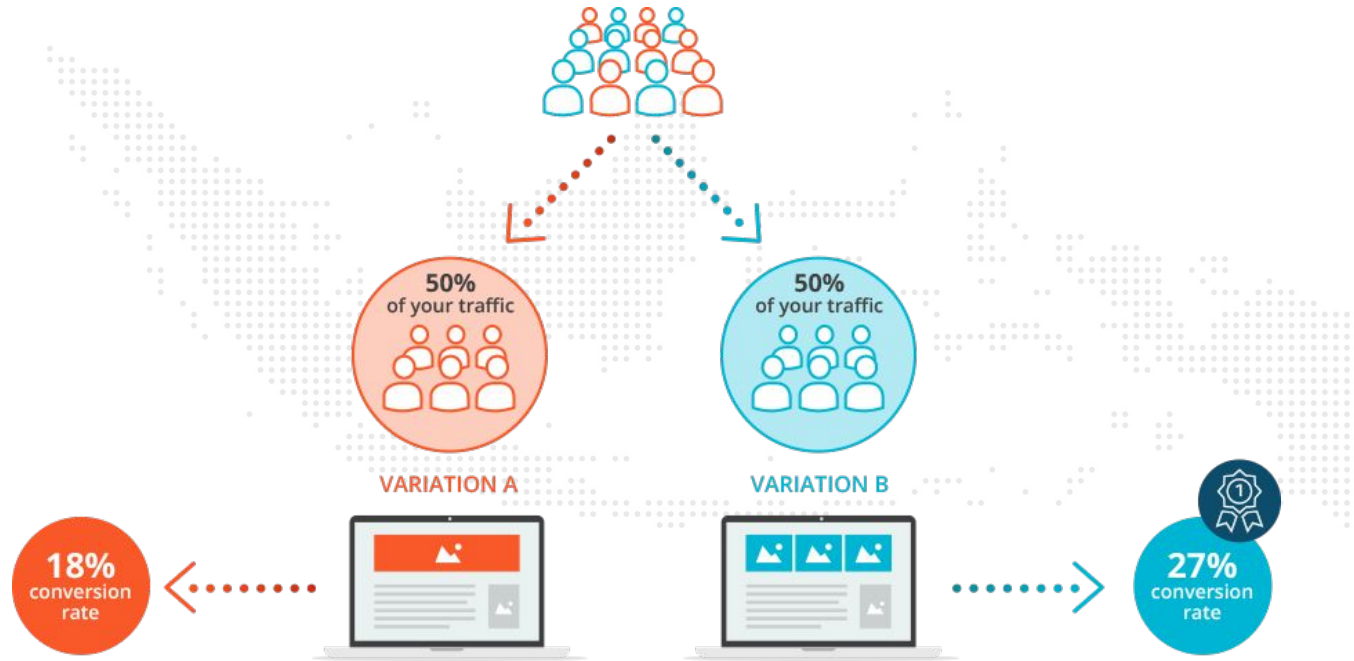 50%
of your traffic
50%
of your traffic
VARIATION A
VARIATION B
1
18%
conversion
rate
27%
conversion
rate